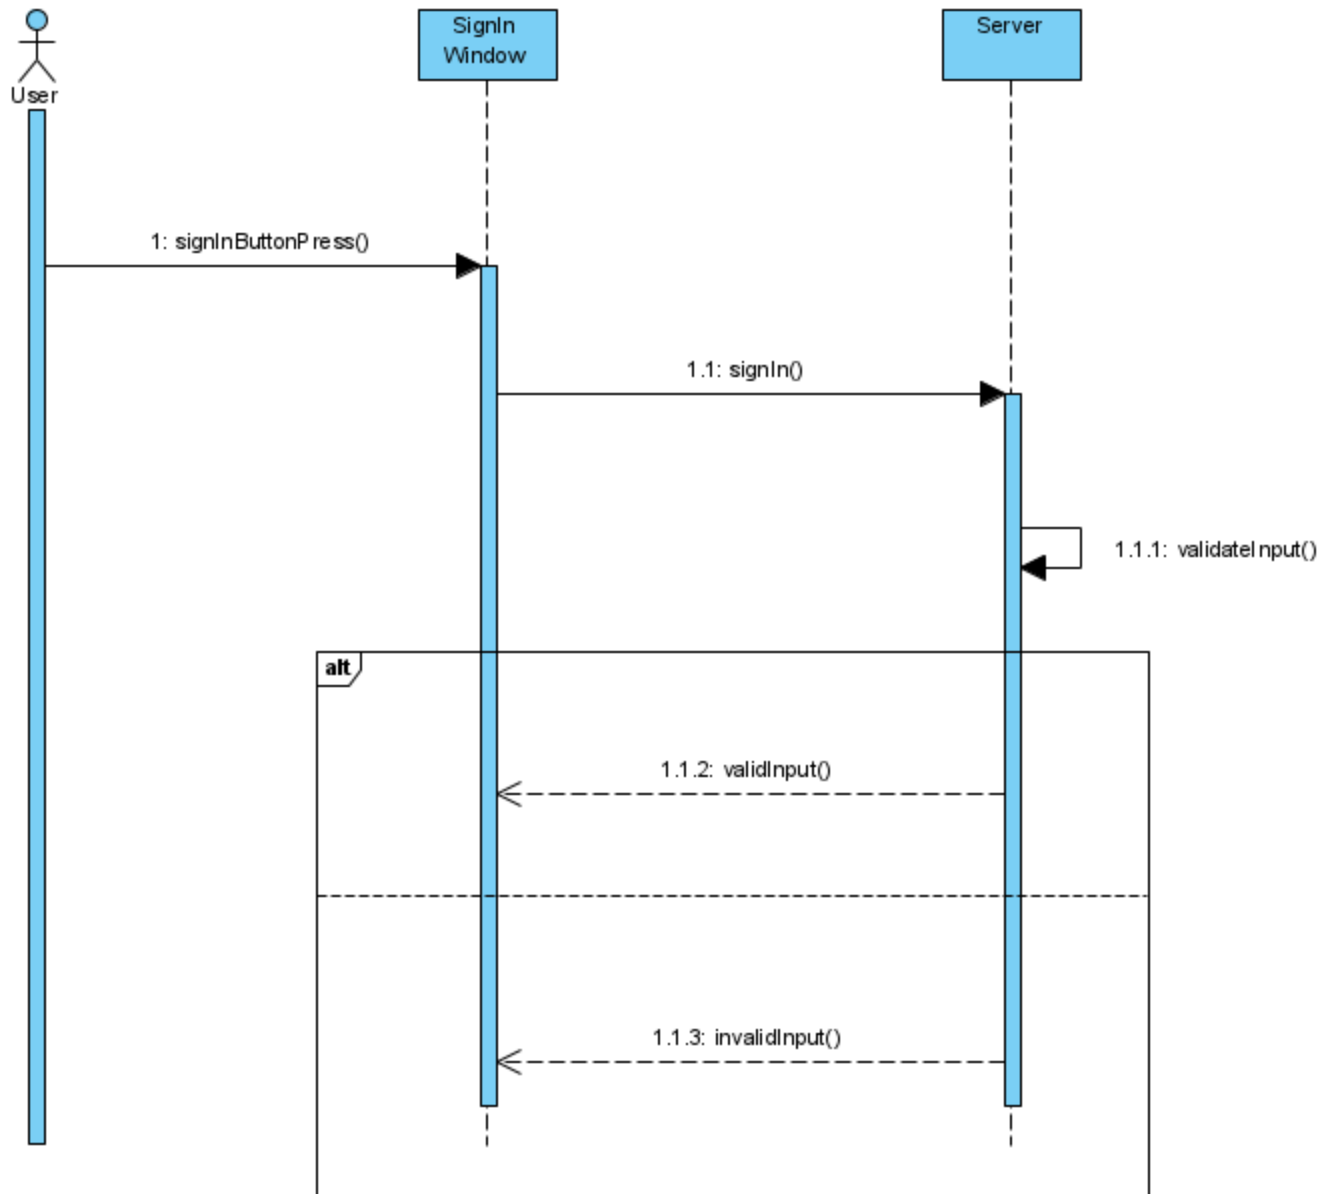 User
SignIn
Window
Server
1: signInButtonPress()
1.1: signIn()
1.1.1: validateInput()
alt
1.1.2: validInput()
1.1.3: invalidInput()